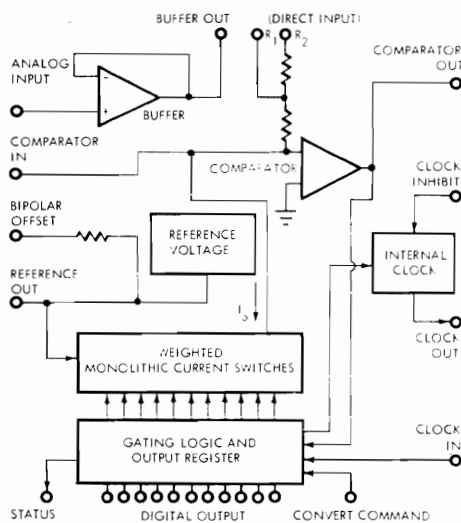 BUFFER OUT
(DIRECT INPUT)
R1 R2
COMPARATOR
OUT
ANALOG
INPUT
-
+
BUFFER
COMPARATOR
IN
COMPARATOR
CLOCK
INHIBIT
BIPOLAR
OFFSET
REFERENCE
VOLTAGE
INTERNAL
CLOCK
REFERENCE
OUT
CLOCK
OUT
WEIGHTED
MONOLITHIC CURRENT SWITCHES
GATING LOGIC AND
OUTPUT REGISTER
CLOCK
IN
STATUS
DIGITAL OUTPUT
CONVERT COMMAND